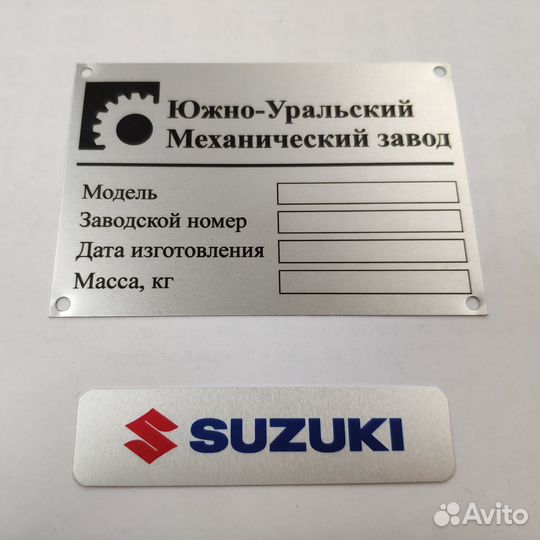 Южно-Уральский
Механический завод
Модель
Заводской номер
Дата изготовления
Масса, кг
SUZUKI
Avito